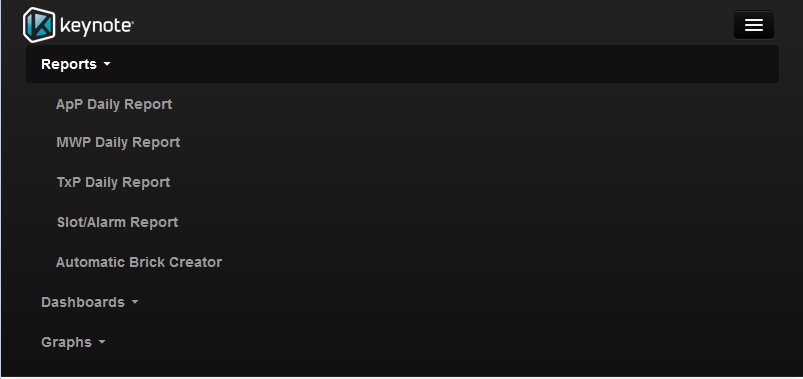 keynote
Reports
ApP Daily Report
MWP Daily Report
TxP Daily Report
Slot/Alarm Report
Automatic Brick Creator
Dashboards
Graphs